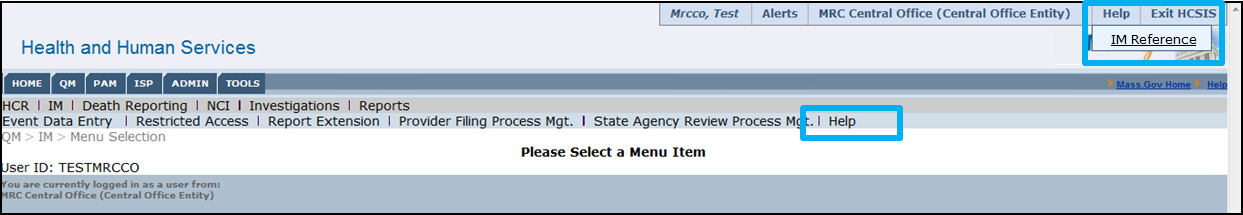 Mrcco, Test | Alerts | MRC Central Office (Central Office Entity) | Help | Exit HCSIS
IM Reference
Health and Human Services
HOME QM PAM ISP ADMIN TOOLS
Mass.Gov Home Help
HCR | IM | Death Reporting | NCI | Investigations | Reports
Event Data Entry | Restricted Access | Report Extension | Provider Filing Process Mgt. | State Agency Review Process Mgt. | Help
QM > IM > Menu Selection
Please Select a Menu Item
User ID: TESTMRCCO
You are currently logged in as a user from:
MRC Central Office (Central Office Entity)